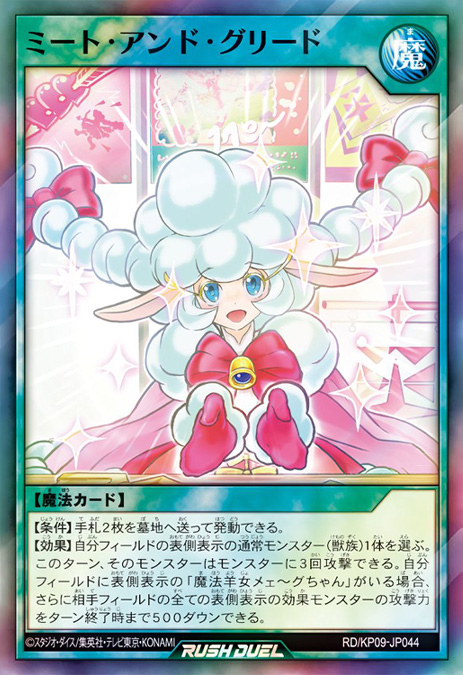 ミート・アンド・グリード
魔
【魔法カード】
【条件】手札2枚を墓地へ送って発動できる。
【効果】自分フィールドの表側表示の通常モンスター(獣族)1体を選ぶ。
このターン、そのモンスターはモンスターに3回攻撃できる。自分
フィールドに表側表示の「魔法羊女メェ~グちゃん」がいる場合、
さらに相手フィールドの全ての表側表示の効果モンスターの攻撃力
をターン終了時まで500ダウンできる。
©スタジオ・ダイス/集英社・テレビ東京・KONAMI
RUSH DUEL
RD/KP09-JP044